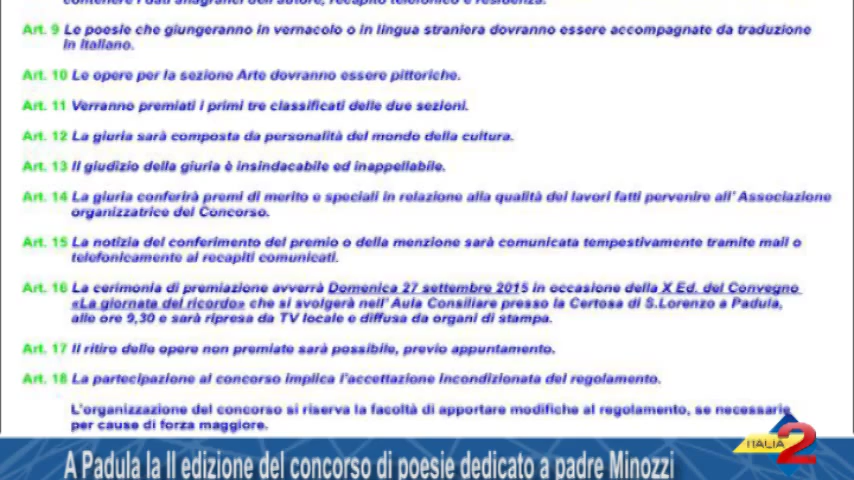 contenere i dati anagrafici dell'autore, recapito telefonico e residenza.
Art. 9 Le poesie che giungeranno in vernacolo o in lingua straniera dovranno essere accompagnate da traduzione
in italiano.
Art. 10 Le opere per la sezione Arte dovranno essere pittoriche.
Art. 11 Verranno premiati i primi tre classificati delle due sezioni.
Art. 12 La giuria sarà composta da personalità del mondo della cultura.
Art. 13 Il giudizio della giuria è insindacabile ed inappellabile.
Art. 14 La giuria conferirà premi di merito e speciali in relazione alla qualità dei lavori fatti pervenire all'Associazione
organizzatrice del Concorso.
Art. 15 La notizia del conferimento del premio o della menzione sarà comunicata tempestivamente tramite mail o
telefonicamente ai recapiti comunicati.
Art. 16 La cerimonia di premiazione avverrà Domenica 27 settembre 2015 in occasione della X Ed. del Convegno
«La giornata del ricordo» che si svolgerà nell'Aula Consiliare presso la Certosa di S.Lorenzo a Padula,
alle ore 9,30 e sarà ripresa da TV locale e diffusa da organi di stampa.
Art. 17 Il ritiro delle opere non premiate sarà possibile, previo appuntamento.
Art. 18 La partecipazione al concorso implica l'accettazione incondizionata del regolamento.
L'organizzazione del concorso si riserva la facoltà di apportare modifiche al regolamento, se necessarie
per cause di forza maggiore.
ITALIA 2
A Padula la II edizione del concorso di poesie dedicato a padre Minozzi